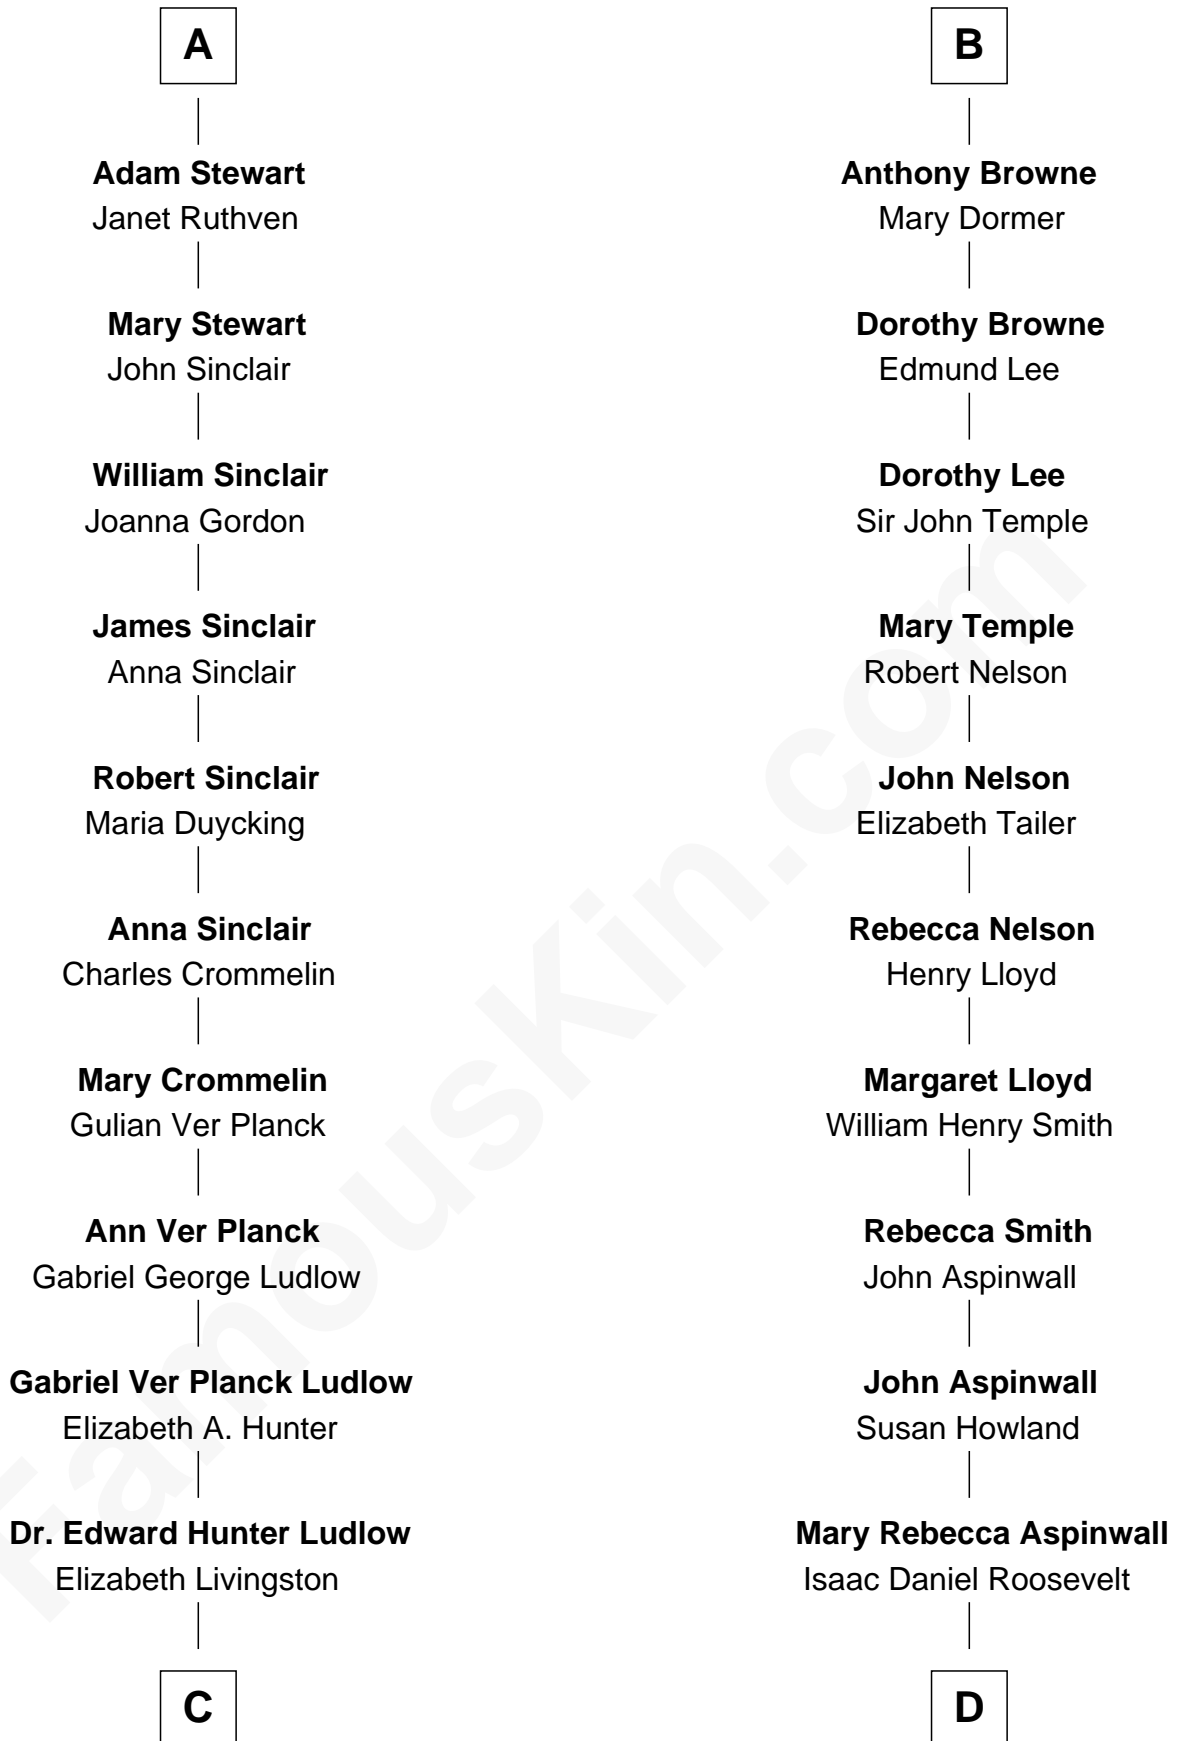 A
Adam Stewart
Janet Ruthven
Mary Stewart
John Sinclair
William Sinclair
Joanna Gordon
James Sinclair
Anna Sinclair
Robert Sinclair
Maria Duycking
Anna Sinclair
Charles Crommelin
Mary Crommelin
Gulian Ver Planck
Ann Ver Planck
Gabriel George Ludlow
Gabriel Ver Planck Ludlow
Elizabeth A. Hunter
Dr. Edward Hunter Ludlow
Elizabeth Livingston
C
B
Anthony Browne
Mary Dormer
Dorothy Browne
Edmund Lee
Dorothy Lee
Sir John Temple
Mary Temple
Robert Nelson
John Nelson
Elizabeth Tailer
Rebecca Nelson
Henry Lloyd
Margaret Lloyd
William Henry Smith
Rebecca Smith
John Aspinwall
John Aspinwall
Susan Howland
Mary Rebecca Aspinwall
Isaac Daniel Roosevelt
D
FamousKin.com